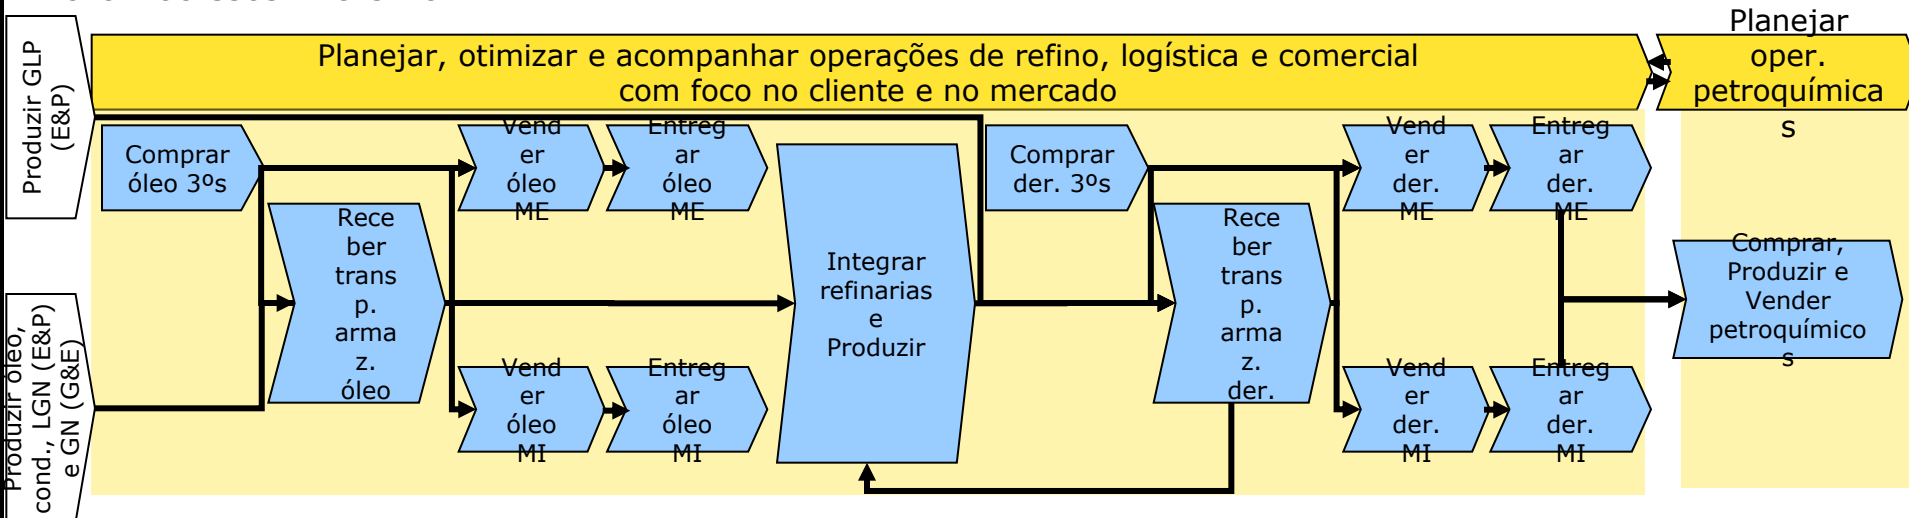 Produzir GLP
(E&P)
Planejar, otimizar e acompanhar operações de refino, logística e comercial
com foco no cliente e no mercado
Planejar
oper.
petroquímica
s
Comprar
óleo 3ºs
Vend
er
óleo
ME
Entreg
ar
óleo
ME
Comprar
der. 3ºs
Vend
er
der.
ME
Entreg
ar
der.
ME
Rece
ber
trans
p.
arma
z.
óleo
Integrar
refinarias
e
Produzir
Rece
ber
trans
p.
arma
z.
der.
Comprar,
Produzir e
Vender
petroquímico
s
Produzir óleo,
cond., LGN (E&P)
e GN (G&E)
Vend
er
óleo
MI
Entreg
ar
óleo
MI
Vend
er
der.
MI
Entreg
ar
der.
MI